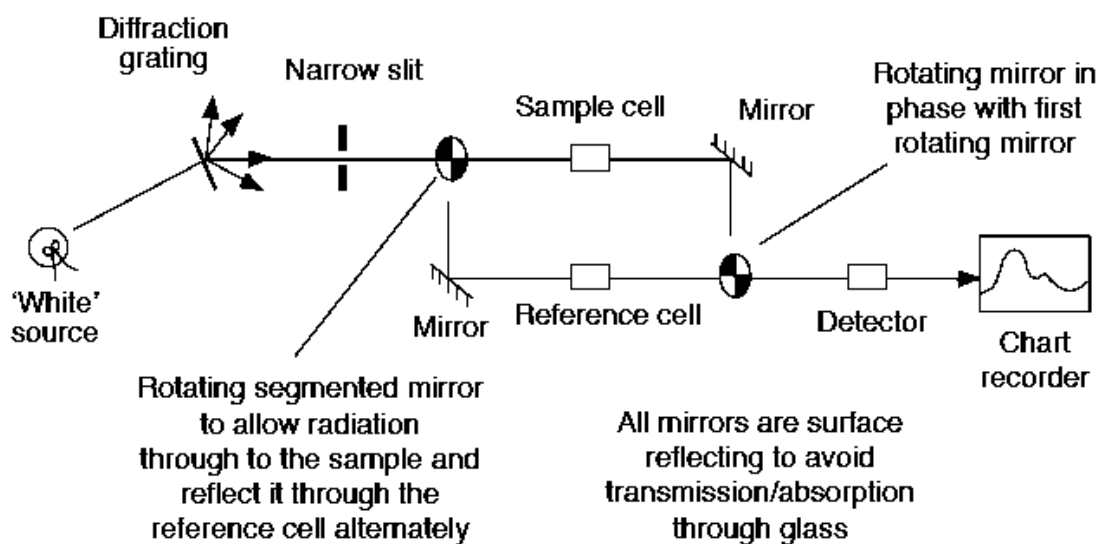 Diffraction
grating
Narrow slit
Sample cell
Mirror
Rotating mirror in
phase with first
rotating mirror
'White'
source
Mirror
Reference cell
Detector
Chart
recorder
Rotating segmented mirror
to allow radiation
through to the sample and
reflect it through the
reference cell alternately
All mirrors are surface
reflecting to avoid
transmission/absorption
through glass